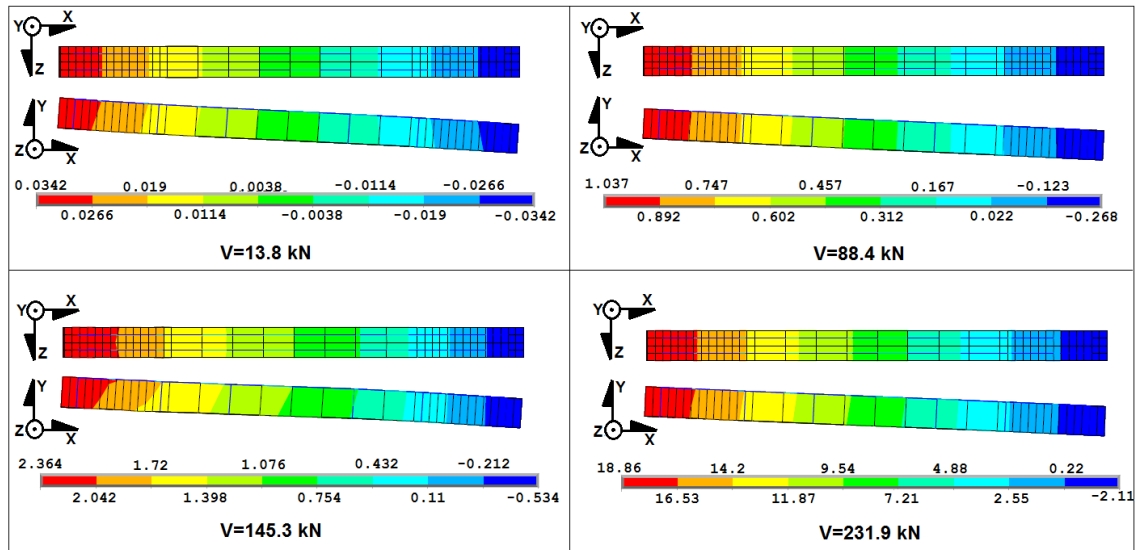 Y X
Z
Y
Z X
0.0342 0.019 0.0038 -0.0114 -0.0266
0.0266 0.0114 -0.0038 -0.019 -0.0342
V=13.8 kN
Y X
Z
Y
Z X
1.037 0.747 0.457 0.167 -0.123
0.892 0.602 0.312 0.022 -0.268
V=88.4 kN
Y X
Z
Y
Z X
2.364 1.72 1.076 0.432 -0.212
2.042 1.398 0.754 0.11 -0.534
V=145.3 kN
Y X
Z
Y
Z X
18.86 14.2 9.54 4.88 0.22
16.53 11.87 7.21 2.55 -2.11
V=231.9 kN